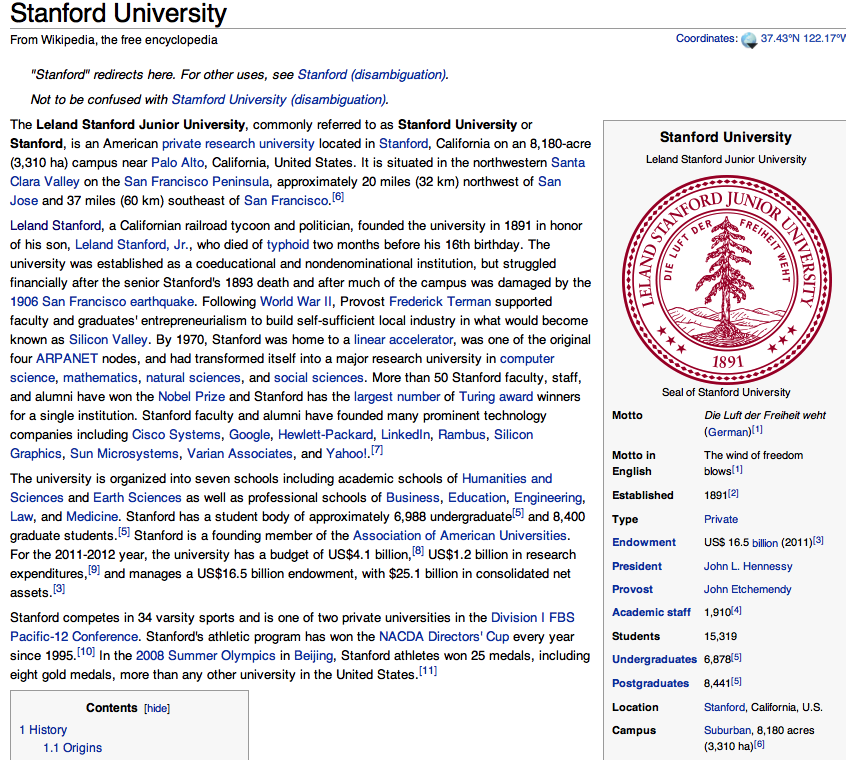 Stanford University
From Wikipedia, the free encyclopedia
Coordinates: 37.43°N 122.17°W
"Stanford" redirects here. For other uses, see Stanford (disambiguation).
Not to be confused with Stamford University (disambiguation).
The Leland Stanford Junior University, commonly referred to as Stanford University or
Stanford, is an American private research university located in Stanford, California on an 8,180-acre
(3,310 ha) campus near Palo Alto, California, United States. It is situated in the northwestern Santa
Clara Valley on the San Francisco Peninsula, approximately 20 miles (32 km) northwest of San
Jose and 37 miles (60 km) southeast of San Francisco.[6]
Leland Stanford, a Californian railroad tycoon and politician, founded the university in 1891 in honor
of his son, Leland Stanford, Jr., who died of typhoid two months before his 16th birthday. The
university was established as a coeducational and nondenominational institution, but struggled
financially after the senior Stanford's 1893 death and after much of the campus was damaged by the
1906 San Francisco earthquake. Following World War II, Provost Frederick Terman supported
faculty and graduates' entrepreneurialism to build self-sufficient local industry in what would become
known as Silicon Valley. By 1970, Stanford was home to a linear accelerator, was one of the original
four ARPANET nodes, and had transformed itself into a major research university in computer
science, mathematics, natural sciences, and social sciences. More than 50 Stanford faculty, staff,
and alumni have won the Nobel Prize and Stanford has the largest number of Turing award winners
for a single institution. Stanford faculty and alumni have founded many prominent technology
companies including Cisco Systems, Google, Hewlett-Packard, LinkedIn, Rambus, Silicon
Graphics, Sun Microsystems, Varian Associates, and Yahoo!.[7]
The university is organized into seven schools including academic schools of Humanities and
Sciences and Earth Sciences as well as professional schools of Business, Education, Engineering,
Law, and Medicine. Stanford has a student body of approximately 6,988 undergraduate[5] and 8,400
graduate students.[5] Stanford is a founding member of the Association of American Universities.
For the 2011-2012 year, the university has a budget of US$4.1 billion,[8] US$1.2 billion in research
expenditures,[9] and manages a US$16.5 billion endowment, with $25.1 billion in consolidated net
assets.[3]
Stanford competes in 34 varsity sports and is one of two private universities in the Division I FBS
Pacific-12 Conference. Stanford's athletic program has won the NACDA Directors' Cup every year
since 1995.[10] In the 2008 Summer Olympics in Beijing, Stanford athletes won 25 medals, including
eight gold medals, more than any other university in the United States.[11]
Contents [hide]
1 History
1.1 Origins
Stanford University
Leland Stanford Junior University
LELAND STANFORD JUNIOR UNIVERSITY
DIE LUFT DER FREIHEIT WEHT
1891
Seal of Stanford University
Motto Die Luft der Freiheit weht
(German)[1]
Motto in The wind of freedom
English blows[1]
Established 1891[2]
Type Private
Endowment US$ 16.5 billion (2011)[3]
President John L. Hennessy
Provost John Etchemendy
Academic staff 1,910[4]
Students 15,319
Undergraduates 6,878[5]
Postgraduates 8,441[5]
Location Stanford, California, U.S.
Campus Suburban, 8,180 acres
(3,310 ha)[6]